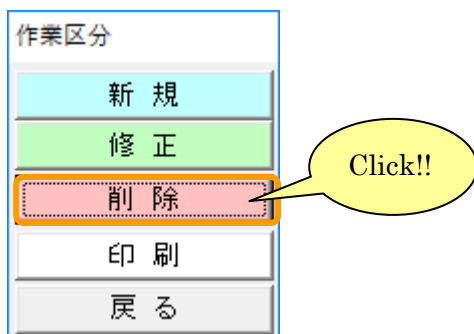 作業区分
新 規
修 正
削 除
Click!!
印 刷
戻 る